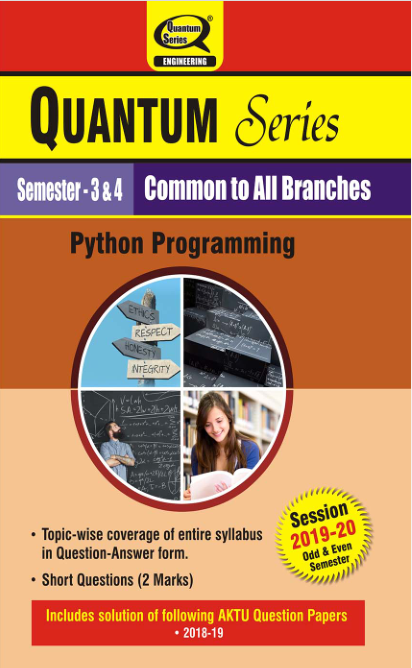 Quantum
Series
®
ENGINEERING
QUANTUM Series
Semester - 3 & 4
Common to All Branches
Python Programming
ETHICS
RESPECT
HONESTY
INTEGRITY
• Topic-wise coverage of entire syllabus
in Question-Answer form.
• Short Questions (2 Marks)
Session
2019-20
Odd & Even
Semester
Includes solution of following AKTU Question Papers
• 2018-19